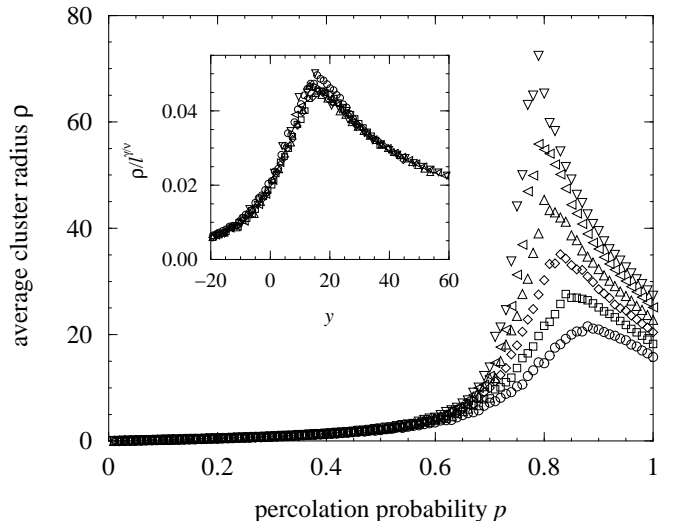 80
60
40
20
0
average cluster radius ρ
0 0.2 0.4 0.6 0.8 1
percolation probability p
0.04
0.02
0.00
ρ/l^γ/ν
−20 0 20 40 60
y